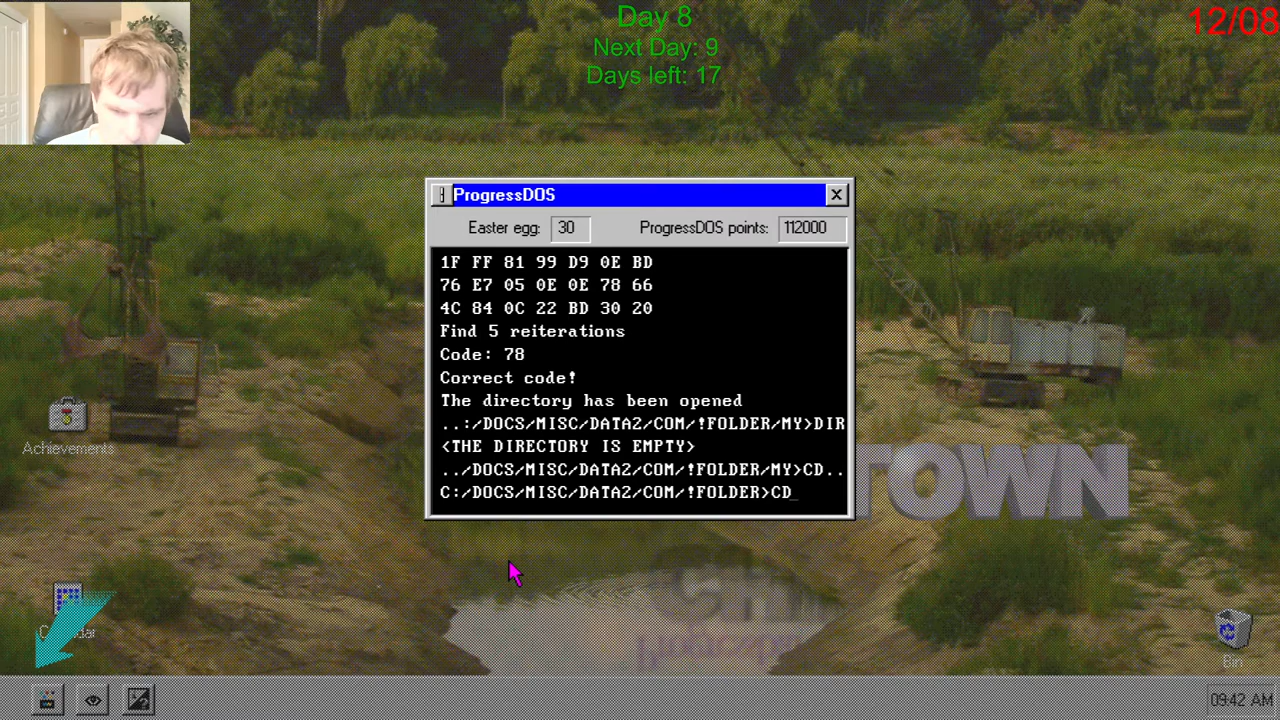 Day 8
Next Day: 9
Days left: 17
12/08
ProgressDOS
Easter egg: 30 ProgressDOS points: 112000
1F FF 81 99 D9 0E BD
76 E7 05 0E 0E 78 66
4C 84 0C 22 BD 30 20
Find 5 reiterations
Code: 78
Correct code!
The directory has been opened
..:/DOCS/MISC/DATA2/COM/!FOLDER/MY>DIR
<THE DIRECTORY IS EMPTY>
../DOCS/MISC/DATA2/COM/!FOLDER/MY>CD..
C:/DOCS/MISC/DATA2/COM/!FOLDER>CD_
Achievements
TOWN
Bin
09:42 AM